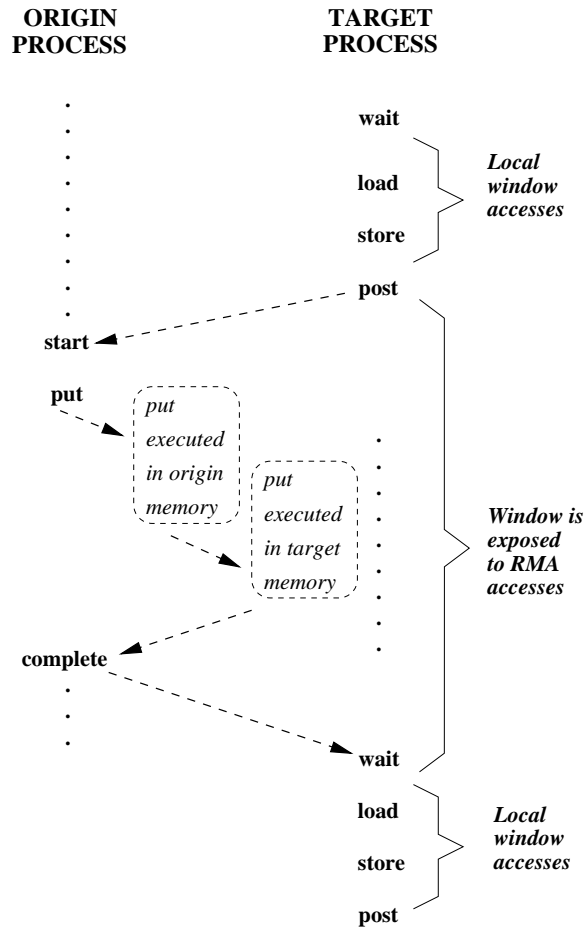 ORIGIN
PROCESS
TARGET
PROCESS
wait
load
store
Local
window
accesses
post
start
put
put
executed
in origin
memory
put
executed
in target
memory
Window is
exposed
to RMA
accesses
complete
wait
load
store
Local
window
accesses
post